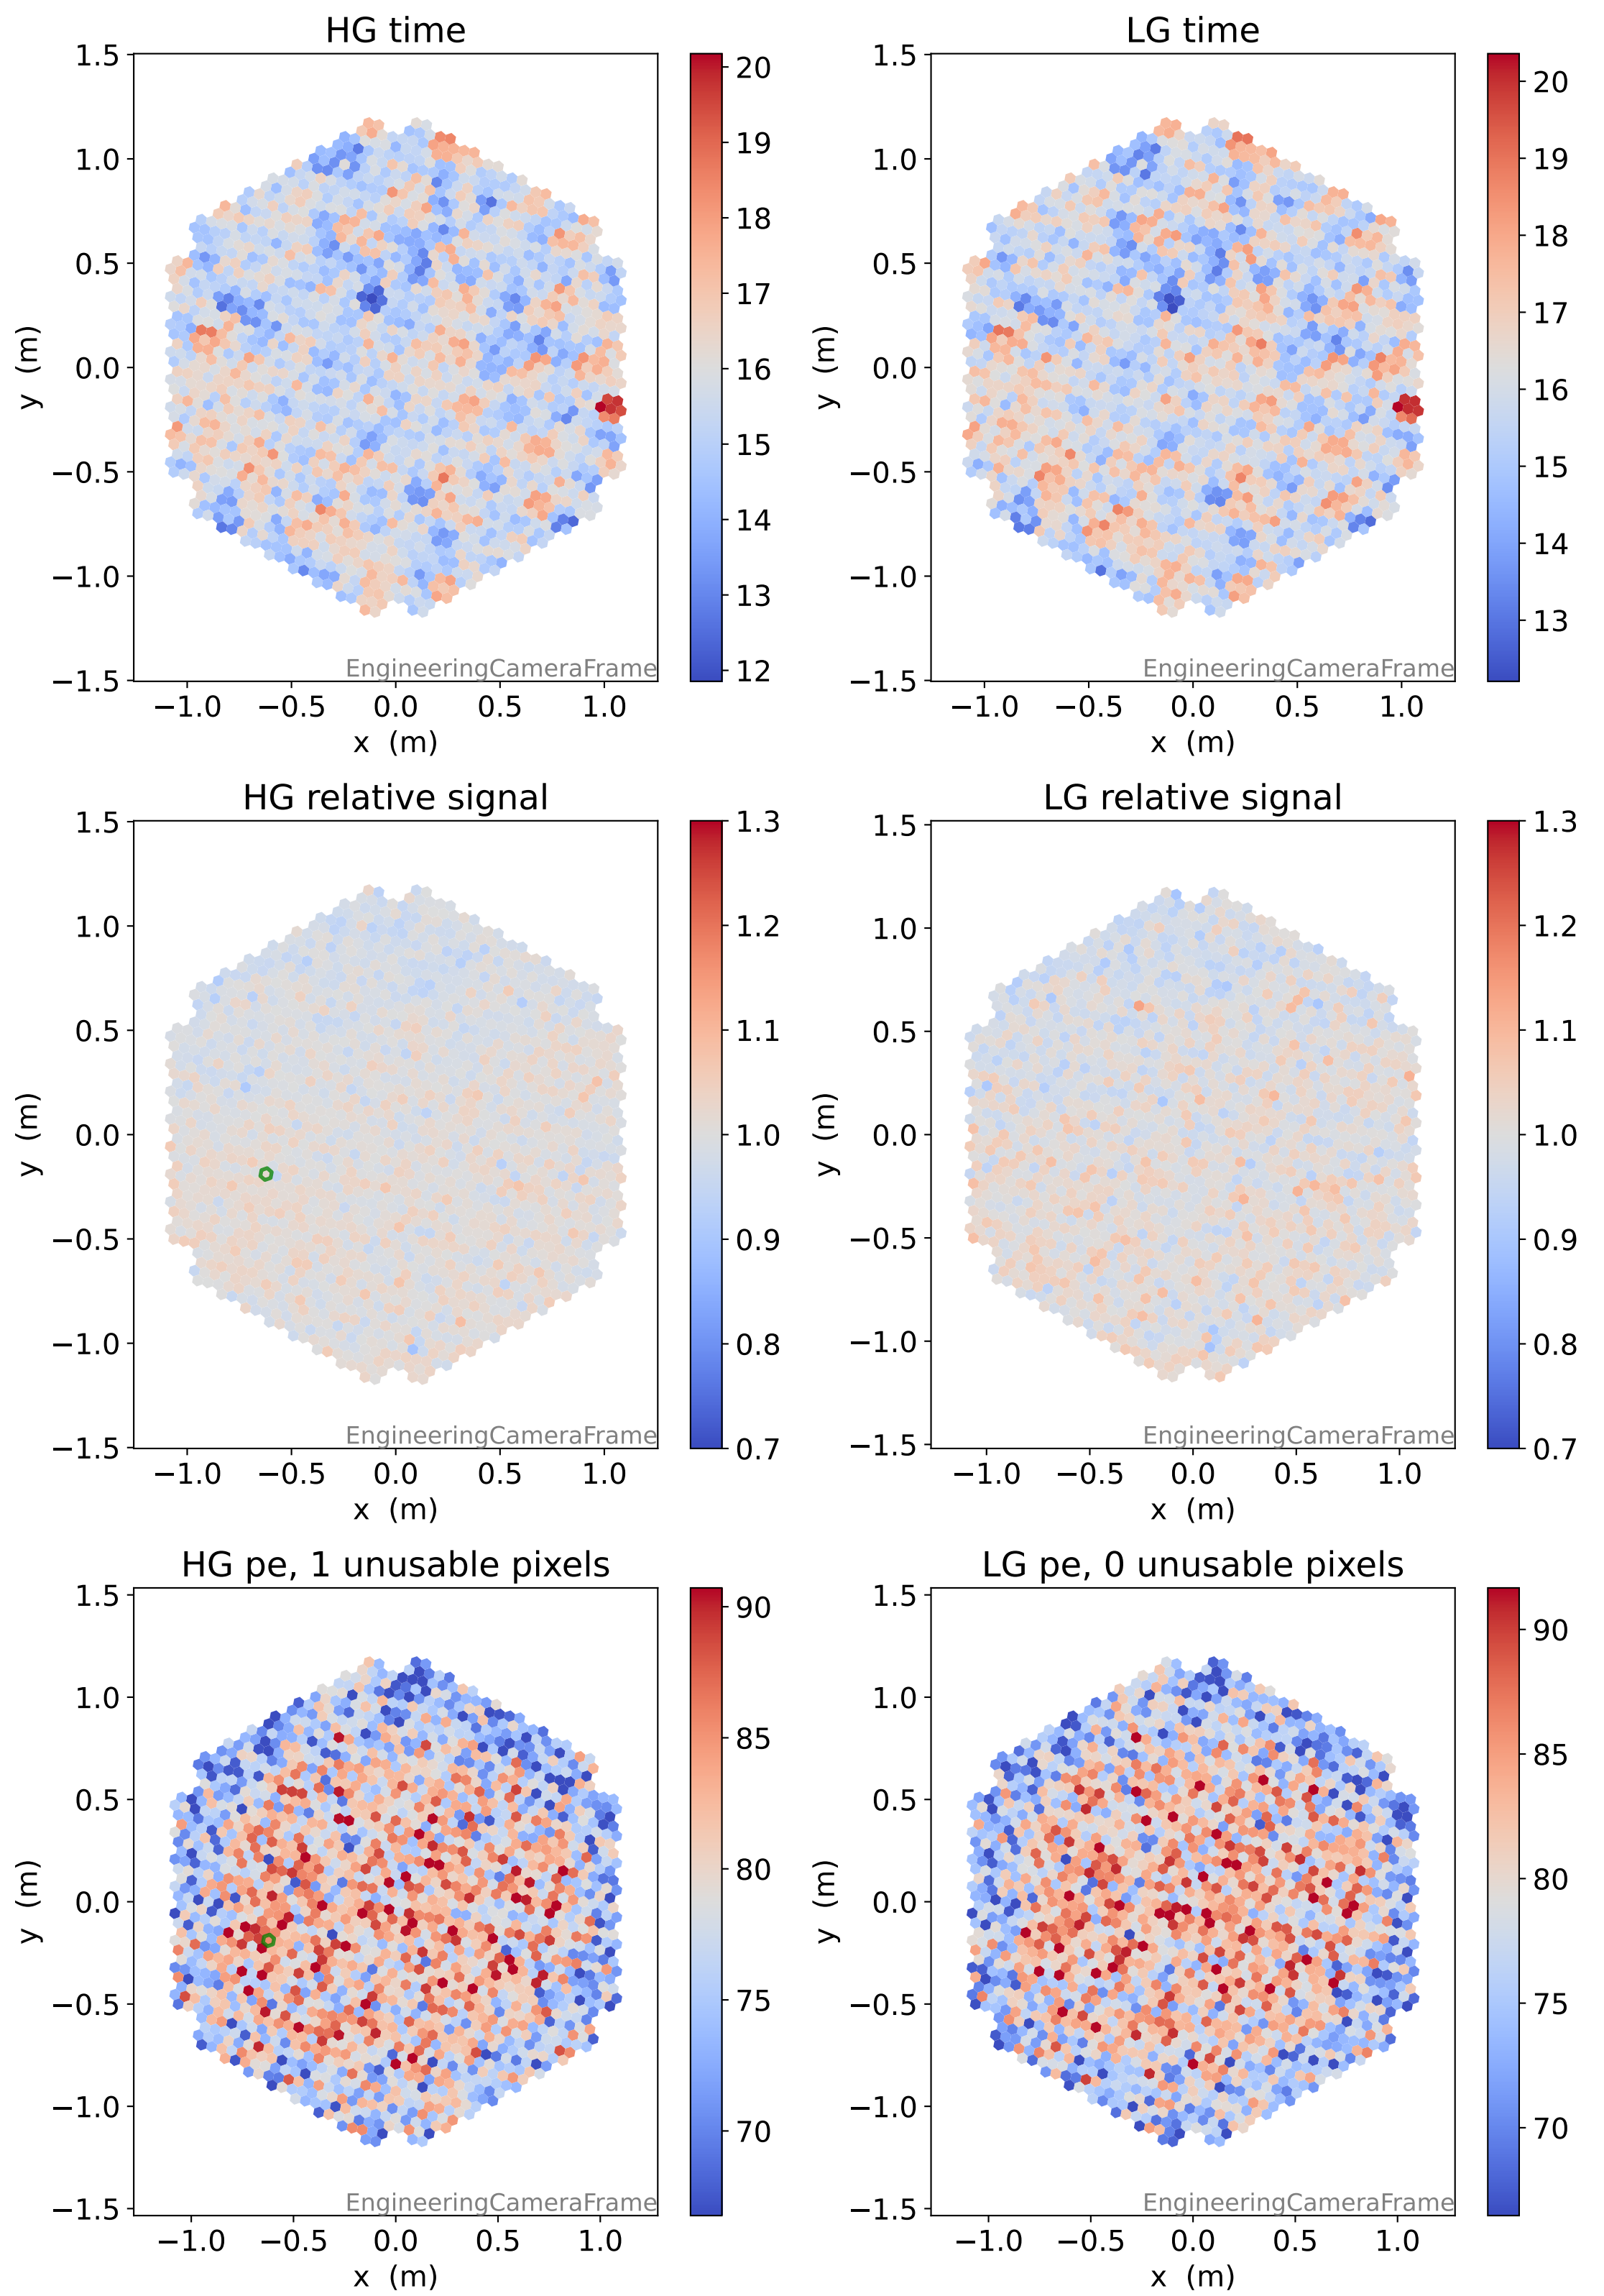 HG time
1.5
1.0
0.5
0.0
−0.5
−1.0
−1.5
y (m)
−1.0 −0.5 0.0 0.5 1.0
x (m)
EngineeringCameraFrame
20
19
18
17
16
15
14
13
12
LG time
1.5
1.0
0.5
0.0
−0.5
−1.0
−1.5
y (m)
−1.0 −0.5 0.0 0.5 1.0
x (m)
EngineeringCameraFrame
20
19
18
17
16
15
14
13
HG relative signal
1.5
1.0
0.5
0.0
−0.5
−1.0
−1.5
y (m)
−1.0 −0.5 0.0 0.5 1.0
x (m)
EngineeringCameraFrame
1.3
1.2
1.1
1.0
0.9
0.8
0.7
LG relative signal
1.5
1.0
0.5
0.0
−0.5
−1.0
−1.5
y (m)
−1.0 −0.5 0.0 0.5 1.0
x (m)
EngineeringCameraFrame
1.3
1.2
1.1
1.0
0.9
0.8
0.7
HG pe, 1 unusable pixels
1.5
1.0
0.5
0.0
−0.5
−1.0
−1.5
y (m)
−1.0 −0.5 0.0 0.5 1.0
x (m)
EngineeringCameraFrame
90
85
80
75
70
LG pe, 0 unusable pixels
1.5
1.0
0.5
0.0
−0.5
−1.0
−1.5
y (m)
−1.0 −0.5 0.0 0.5 1.0
x (m)
EngineeringCameraFrame
90
85
80
75
70